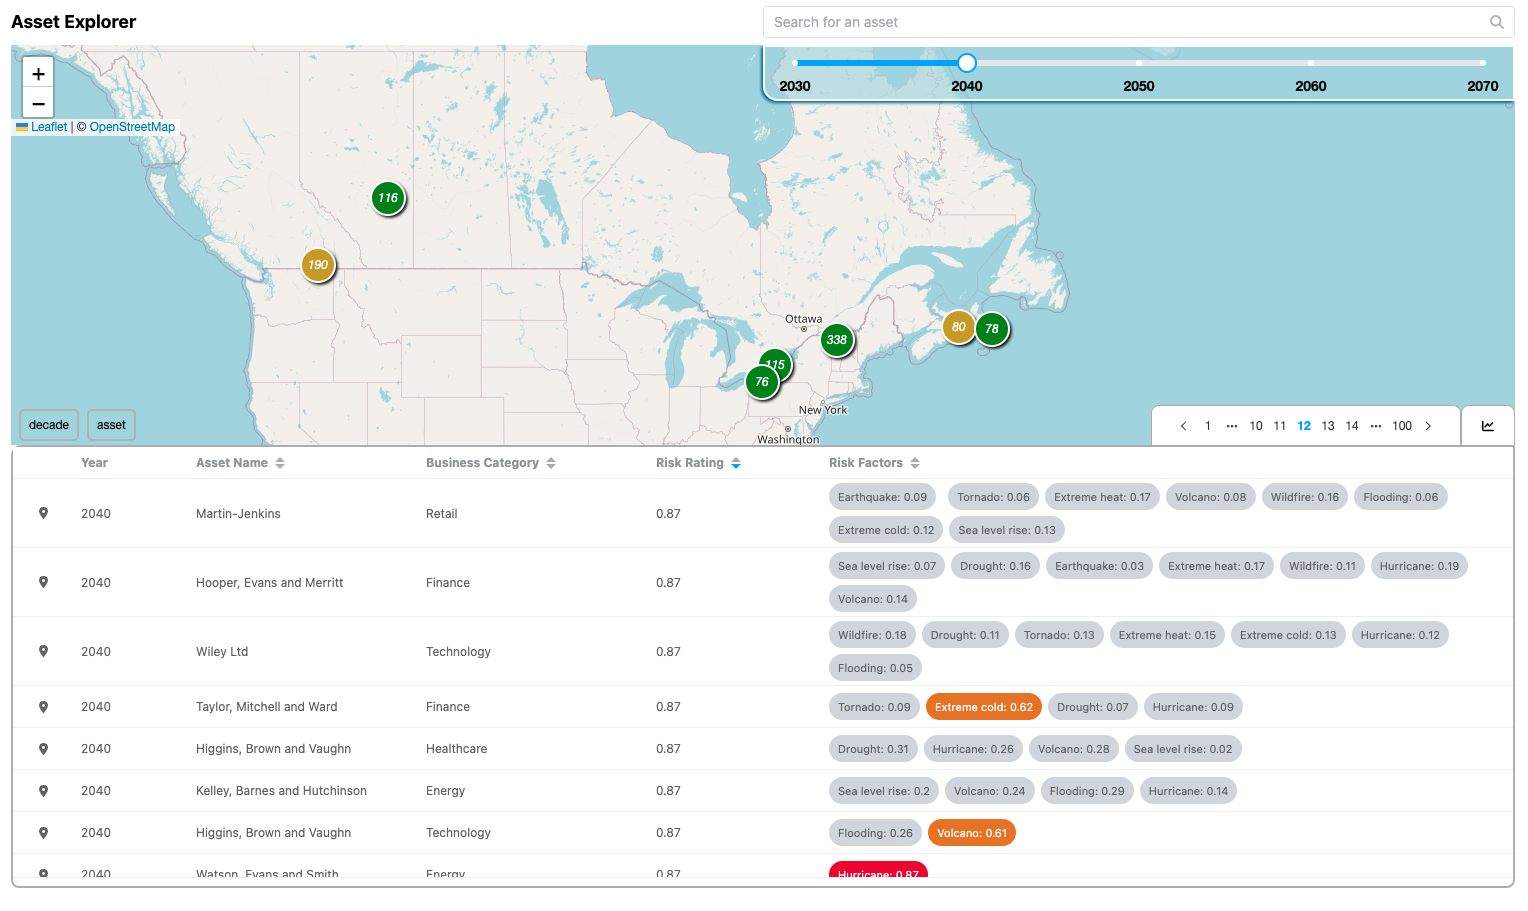 Asset Explorer
Search for an asset
+
−
2030 2040 2050 2060 2070
Leaflet | © OpenStreetMap
116
190
Ottawa
80 78
338
115
76
New York
Washington
decade asset
1 ••• 10 11 12 13 14 ••• 100
Year Asset Name Business Category Risk Rating Risk Factors
2040 Martin-Jenkins Retail 0.87 Earthquake: 0.09 Tornado: 0.06 Extreme heat: 0.17 Volcano: 0.08 Wildfire: 0.16 Flooding: 0.06
Extreme cold: 0.12 Sea level rise: 0.13
2040 Hooper, Evans and Merritt Finance 0.87 Sea level rise: 0.07 Drought: 0.16 Earthquake: 0.03 Extreme heat: 0.17 Wildfire: 0.11 Hurricane: 0.19
Volcano: 0.14
2040 Wiley Ltd Technology 0.87 Wildfire: 0.18 Drought: 0.11 Tornado: 0.13 Extreme heat: 0.15 Extreme cold: 0.13 Hurricane: 0.12
Flooding: 0.05
2040 Taylor, Mitchell and Ward Finance 0.87 Tornado: 0.09 Extreme cold: 0.62 Drought: 0.07 Hurricane: 0.09
2040 Higgins, Brown and Vaughn Healthcare 0.87 Drought: 0.31 Hurricane: 0.26 Volcano: 0.28 Sea level rise: 0.02
2040 Kelley, Barnes and Hutchinson Energy 0.87 Sea level rise: 0.2 Volcano: 0.24 Flooding: 0.29 Hurricane: 0.14
2040 Higgins, Brown and Vaughn Technology 0.87 Flooding: 0.26 Volcano: 0.61
2040 Watson, Evans and Smith Energy 0.87 Hurricane: 0.87